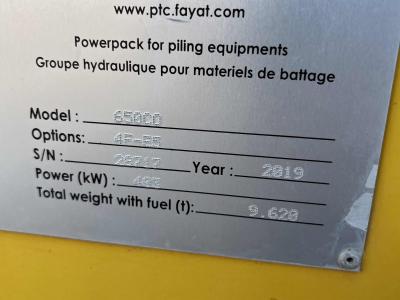 www.ptc.fayat.com
Powerpack for piling equipments
Groupe hydraulique pour materiels de battage
Model :
Options:
S/N : Year : 2019
Power (kW) :
Total weight with fuel (t): 9.620